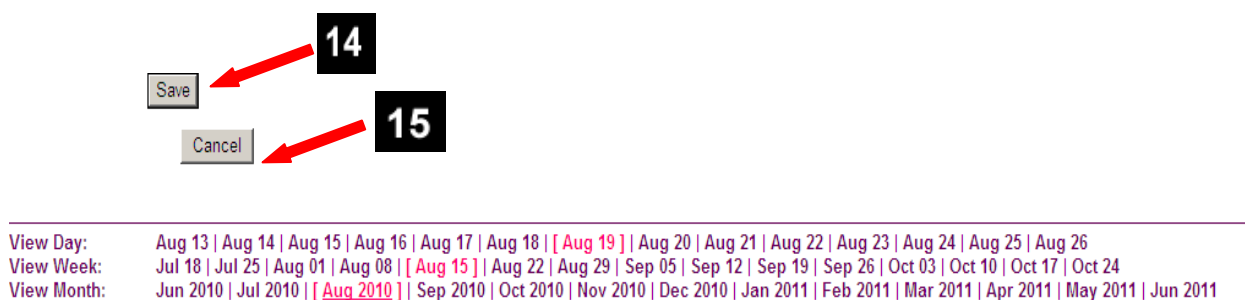 14
Save
15
Cancel
View Day: Aug 13 | Aug 14 | Aug 15 | Aug 16 | Aug 17 | Aug 18 | [ Aug 19 ] | Aug 20 | Aug 21 | Aug 22 | Aug 23 | Aug 24 | Aug 25 | Aug 26
View Week: Jul 18 | Jul 25 | Aug 01 | Aug 08 | [ Aug 15 ] | Aug 22 | Aug 29 | Sep 05 | Sep 12 | Sep 19 | Sep 26 | Oct 03 | Oct 10 | Oct 17 | Oct 24
View Month: Jun 2010 | Jul 2010 | [ Aug 2010 ] | Sep 2010 | Oct 2010 | Nov 2010 | Dec 2010 | Jan 2011 | Feb 2011 | Mar 2011 | Apr 2011 | May 2011 | Jun 2011